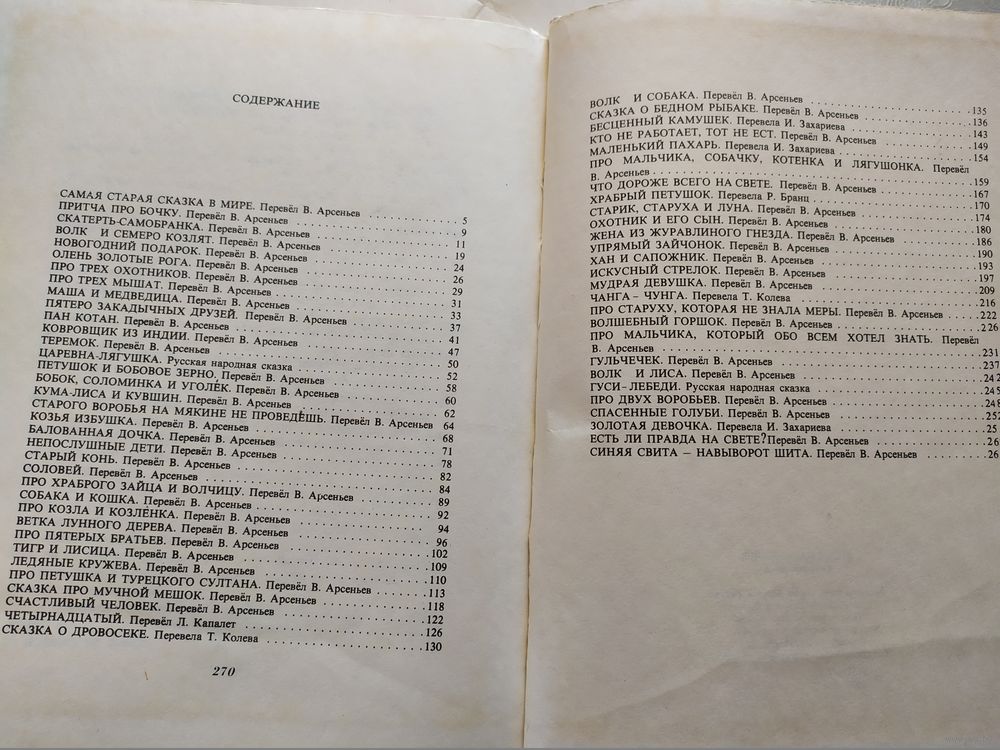 СОДЕРЖАНИЕ
САМАЯ СТАРАЯ СКАЗКА В МИРЕ. Перевёл В. Арсеньев . . . . . . . . . . 5
ПРИТЧА ПРО БОЧКУ. Перевёл В. Арсеньев . . . . . . . . . . 9
СКАТЕРТЬ-САМОБРАНКА. Перевёл В. Арсеньев . . . . . . . . . . 11
ВОЛК И СЕМЕРО КОЗЛЯТ. Перевёл В. Арсеньев . . . . . . . . . . 19
НОВОГОДНИЙ ПОДАРОК. Перевёл В. Арсеньев . . . . . . . . . . 24
ОЛЕНЬ ЗОЛОТЫЕ РОГА. Перевёл В. Арсеньев . . . . . . . . . . 26
ПРО ТРЕХ ОХОТНИКОВ. Перевёл В. Арсеньев . . . . . . . . . . 29
ПРО ТРЕХ МЫШАТ. Перевёл В. Арсеньев . . . . . . . . . . 31
МАША И МЕДВЕДИЦА. Перевёл В. Арсеньев . . . . . . . . . . 33
ПЯТЕРО ЗАКАДЫЧНЫХ ДРУЗЕЙ. Перевёл В. Арсеньев . . . . . . . . . . 37
ПАН КОТАН. Перевёл В. Арсеньев . . . . . . . . . . 41
КОВРОВЩИК ИЗ ИНДИИ. Перевёл В. Арсеньев . . . . . . . . . . 47
ТЕРЕМОК. Перевёл В. Арсеньев . . . . . . . . . . 50
ЦАРЕВНА-ЛЯГУШКА. Русская народная сказка . . . . . . . . . . 52
ПЕТУШОК И БОБОВОЕ ЗЕРНО. Перевёл В. Арсеньев . . . . . . . . . . 58
БОБОК, СОЛОМИНКА И УГОЛЁК. Перевёл В. Арсеньев . . . . . . . . . . 60
КУМА-ЛИСА И КУВШИН. Перевёл В. Арсеньев . . . . . . . . . . 62
СТАРОГО ВОРОБЬЯ НА МЯКИНЕ НЕ ПРОВЕДЁШЬ. Перевёл В. Арсеньев 64
КОЗЬЯ ИЗБУШКА. Перевёл В. Арсеньев . . . . . . . . . . 68
БАЛОВАННАЯ ДОЧКА. Перевёл В. Арсеньев . . . . . . . . . . 71
НЕПОСЛУШНЫЕ ДЕТИ. Перевёл В. Арсеньев . . . . . . . . . . 78
СТАРЫЙ КОНЬ. Перевёл В. Арсеньев . . . . . . . . . . 82
СОЛОВЕЙ. Перевёл В. Арсеньев . . . . . . . . . . 84
ПРО ХРАБРОГО ЗАЙЦА И ВОЛЧИЦУ. Перевёл В. Арсеньев . . . . . . . . . . 89
СОБАКА И КОШКА. Перевёл В. Арсеньев . . . . . . . . . . 92
ПРО КОЗЛА И КОЗЛЁНКА. Перевёл В. Арсеньев . . . . . . . . . . 94
ВЕТКА ЛУННОГО ДЕРЕВА. Перевёл В. Арсеньев . . . . . . . . . . 96
ПРО ПЯТЕРЫХ БРАТЬЕВ. Перевёл В. Арсеньев . . . . . . . . . . 102
ТИГР И ЛИСИЦА. Перевёл В. Арсеньев . . . . . . . . . . 109
ЛЕДЯНЫЕ КРУЖЕВА. Перевёл В. Арсеньев . . . . . . . . . . 110
ПРО ПЕТУШКА И ТУРЕЦКОГО СУЛТАНА. Перевёл В. Арсеньев . . . . . . . . . . 113
СКАЗКА ПРО МУЧНОЙ МЕШОК. Перевёл В. Арсеньев . . . . . . . . . . 118
СЧАСТЛИВЫЙ ЧЕЛОВЕК. Перевёл В. Арсеньев . . . . . . . . . . 122
ЧЕТЫРНАДЦАТЫЙ. Перевёл Л. Капалет . . . . . . . . . . 126
СКАЗКА О ДРОВОСЕКЕ. Перевела Т. Колева . . . . . . . . . . 130
270
ВОЛК И СОБАКА. Перевёл В. Арсеньев . . . . . . . . . . 135
СКАЗКА О БЕДНОМ РЫБАКЕ. Перевёл В. Арсеньев . . . . . . . . . . 136
БЕСЦЕННЫЙ КАМУШЕК. Перевела И. Захариева . . . . . . . . . . 143
КТО НЕ РАБОТАЕТ, ТОТ НЕ ЕСТ. Перевёл В. Арсеньев . . . . . . . . . . 149
МАЛЕНЬКИЙ ПАХАРЬ. Перевела И. Захариева . . . . . . . . . . 154
ПРО МАЛЬЧИКА, СОБАЧКУ, КОТЕНКА И ЛЯГУШОНКА. Перевёл
В. Арсеньев . . . . . . . . . . 159
ЧТО ДОРОЖЕ ВСЕГО НА СВЕТЕ. Перевёл В. Арсеньев . . . . . . . . . . 167
ХРАБРЫЙ ПЕТУШОК. Перевела Р. Бранц . . . . . . . . . . 170
СТАРИК, СТАРУХА И ЛУНА. Перевёл В. Арсеньев . . . . . . . . . . 174
ОХОТНИК И ЕГО СЫН. Перевёл В. Арсеньев . . . . . . . . . . 180
ЖЕНА ИЗ ЖУРАВЛИНОГО ГНЕЗДА. Перевёл В. Арсеньев . . . . . . . . . . 186
УПРЯМЫЙ ЗАЙЧОНОК. Перевёл В. Арсеньев . . . . . . . . . . 190
ХАН И САПОЖНИК. Перевёл В. Арсеньев . . . . . . . . . . 193
ИСКУСНЫЙ СТРЕЛОК. Перевёл В. Арсеньев . . . . . . . . . . 197
МУДРАЯ ДЕВУШКА. Перевёл В. Арсеньев . . . . . . . . . . 209
ЧАНГА – ЧУНГА. Перевела Т. Колева . . . . . . . . . . 216
ПРО СТАРУХУ, КОТОРАЯ НЕ ЗНАЛА МЕРЫ. Перевёл В. Арсеньев . . . . . 222
ВОЛШЕБНЫЙ ГОРШОК. Перевёл В. Арсеньев . . . . . . . . . . 226
ПРО МАЛЬЧИКА, КОТОРЫЙ ОБО ВСЕМ ХОТЕЛ ЗНАТЬ. Перевёл
В. Арсеньев . . . . . . . . . . 231
ГУЛЬЧЕЧЕК. Перевёл В. Арсеньев . . . . . . . . . . 237
ВОЛК И ЛИСА. Перевёл В. Арсеньев . . . . . . . . . . 242
ГУСИ-ЛЕБЕДИ. Русская народная сказка . . . . . . . . . . 245
ПРО ДВУХ ВОРОБЬЕВ. Перевёл В. Арсеньев . . . . . . . . . . 248
СПАСЕННЫЕ ГОЛУБИ. Перевёл В. Арсеньев . . . . . . . . . . 252
ЗОЛОТАЯ ДЕВОЧКА. Перевела И. Захариева . . . . . . . . . . 25
ЕСТЬ ЛИ ПРАВДА НА СВЕТЕ? Перевёл В. Арсеньев . . . . . . . . . . 26
СИНЯЯ СВИТА – НАВЫВОРОТ ШИТА. Перевёл В. Арсеньев . . . . . . . . 26